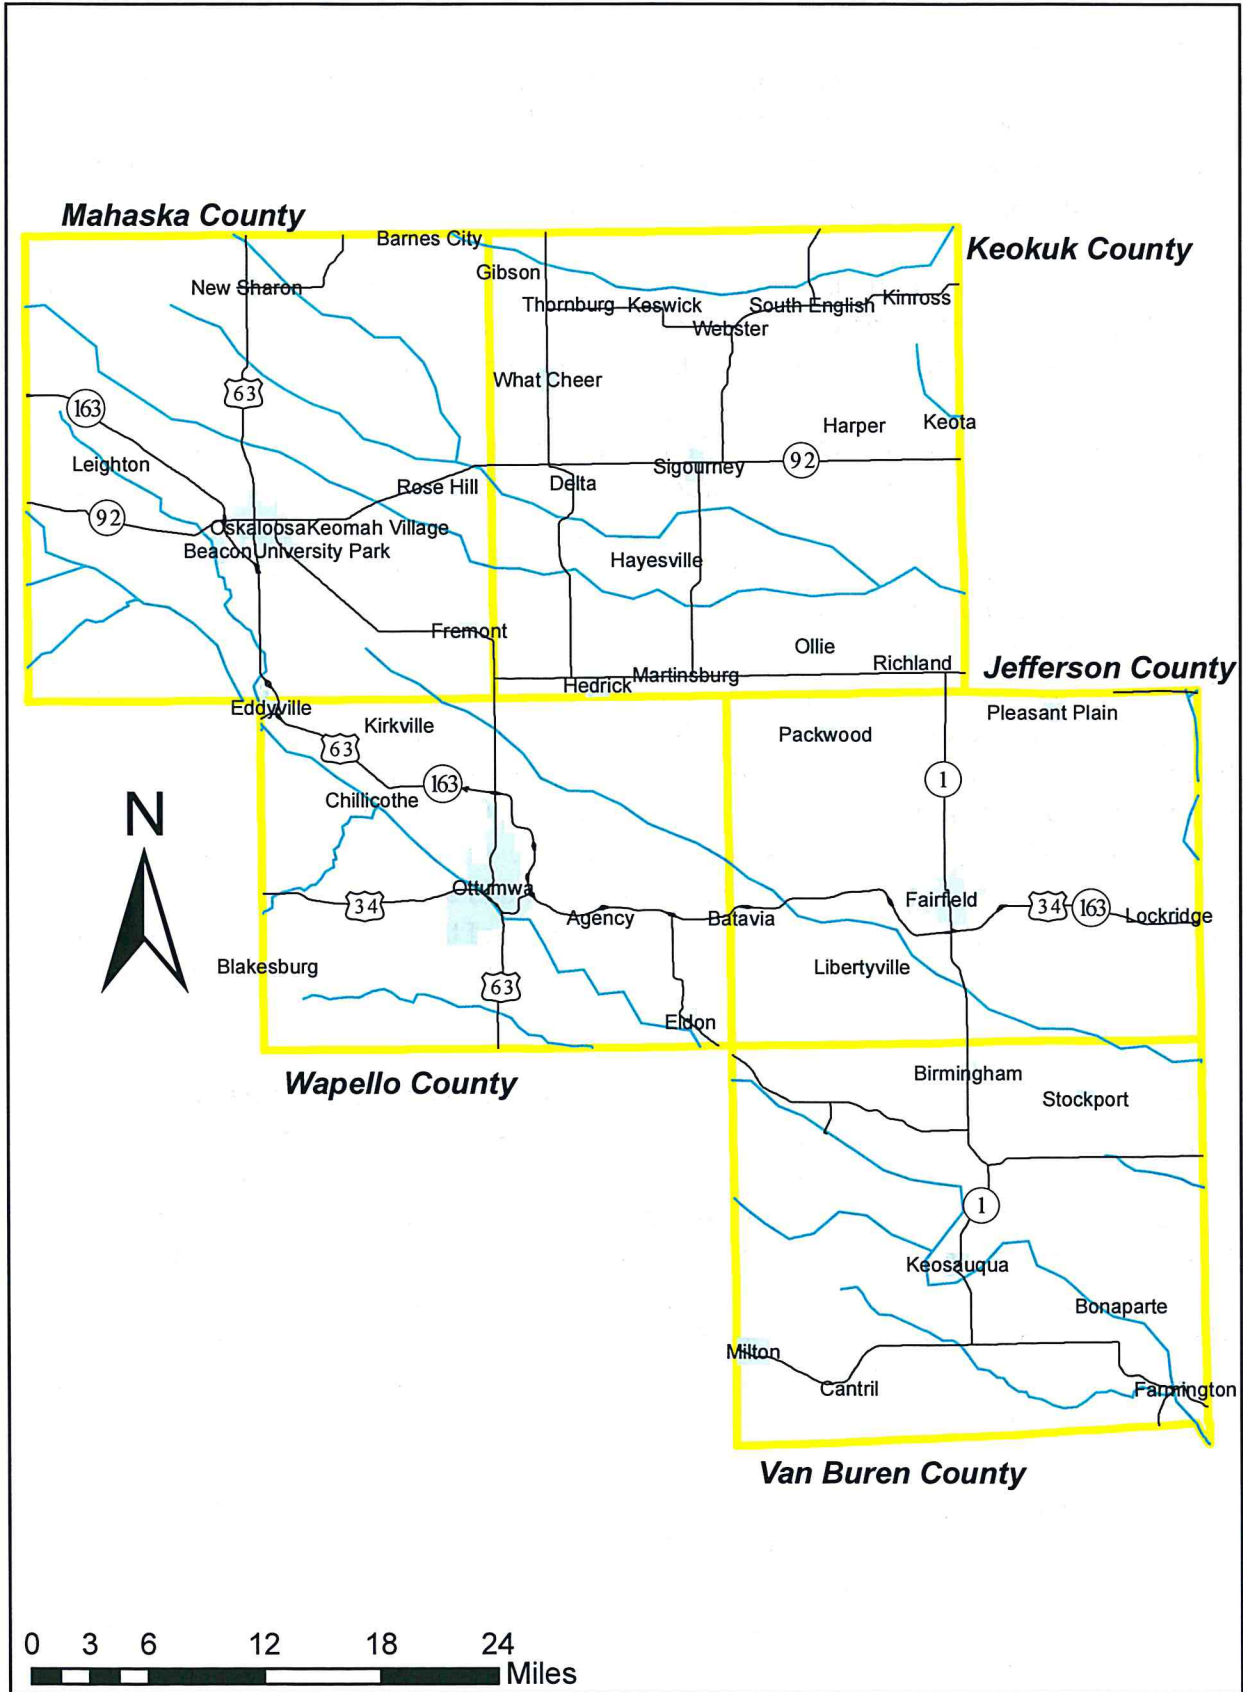 Mahaska County
Barnes City
Keokuk County
Gibson
New Sharon
Thornburg
Keswick
South English
Kinross
Webster
What Cheer
63
163
Harper
Keota
Leighton
Sigourney
92
Rose Hill
Delta
92
Oskaloosa
Keomah Village
Beacon
University Park
Hayesville
Fremont
Ollie
Richland
Jefferson County
Martinsburg
Hedrick
Eddyville
Kirkville
Pleasant Plain
Packwood
63
163
1
Chillicothe
N
Ottumwa
Fairfield
34
34
163
Agency
Batavia
Lockridge
Blakesburg
Libertyville
63
Eldon
Wapello County
Birmingham
Stockport
1
Keosauqua
Bonaparte
Milton
Cantril
Farmington
Van Buren County
0 3 6 12 18 24
Miles